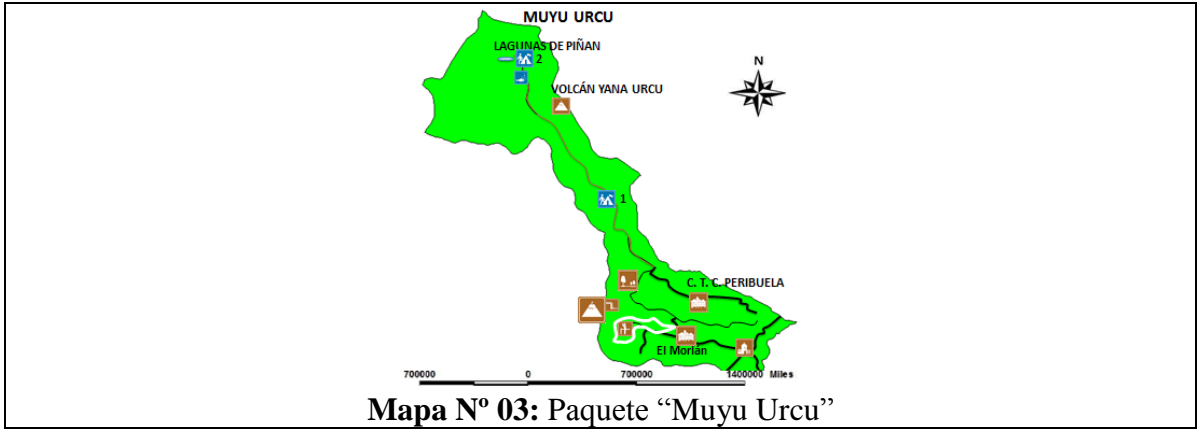 MUYU URCU
LAGUNAS DE PIÑAN
2
N
VOLCÁN YANA URCU
1
C. T. C. PERIBUELA
El Morlán
700000 0 700000 1400000 Miles
Mapa Nº 03: Paquete “Muyu Urcu”